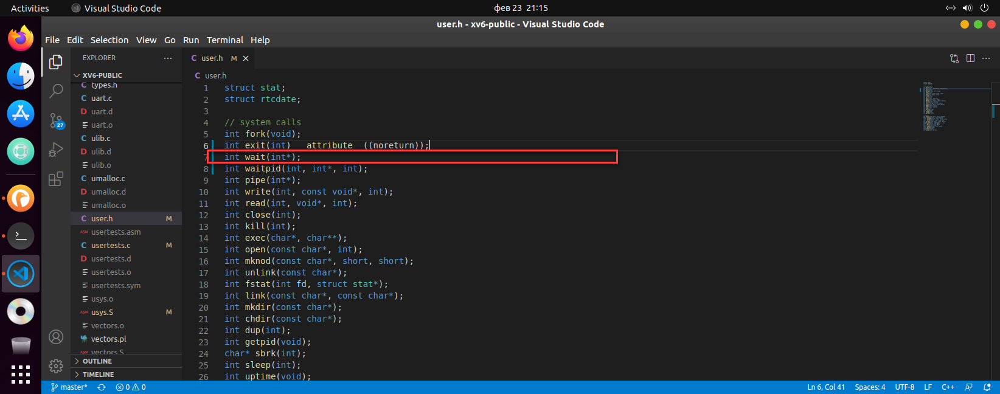 Activities
Visual Studio Code
фев 23 21:15
user.h - xv6-public - Visual Studio Code
File Edit Selection View Go Run Terminal Help
EXPLORER
XV6-PUBLIC
C types.h
C uart.c
D uart.d
uart.o
C ulib.c
D ulib.d
ulib.o
C umalloc.c
D umalloc.d
umalloc.o
C user.h M
ASM usertests.asm
C usertests.c M
D usertests.d
usertests.o
usertests.sym
usys.o
ASM usys.S M
vectors.o
vectors.pl
ASM vectors.S
OUTLINE
TIMELINE
27
C user.h M
C user.h
1 struct stat;
2 struct rtcdate;
3
4 // system calls
5 int fork(void);
6 int exit(int) attribute ((noreturn));
7 int wait(int*);
8 int waitpid(int, int*, int);
9 int pipe(int*);
10 int write(int, const void*, int);
11 int read(int, void*, int);
12 int close(int);
13 int kill(int);
14 int exec(char*, char**);
15 int open(const char*, int);
16 int mknod(const char*, short, short);
17 int unlink(const char*);
18 int fstat(int fd, struct stat*);
19 int link(const char*, const char*);
20 int mkdir(const char*);
21 int chdir(const char*);
22 int dup(int);
23 int getpid(void);
24 char* sbrk(int);
25 int sleep(int);
26 int uptime(void);
master* 0 0
Ln 6, Col 41 Spaces: 4 UTF-8 LF C++